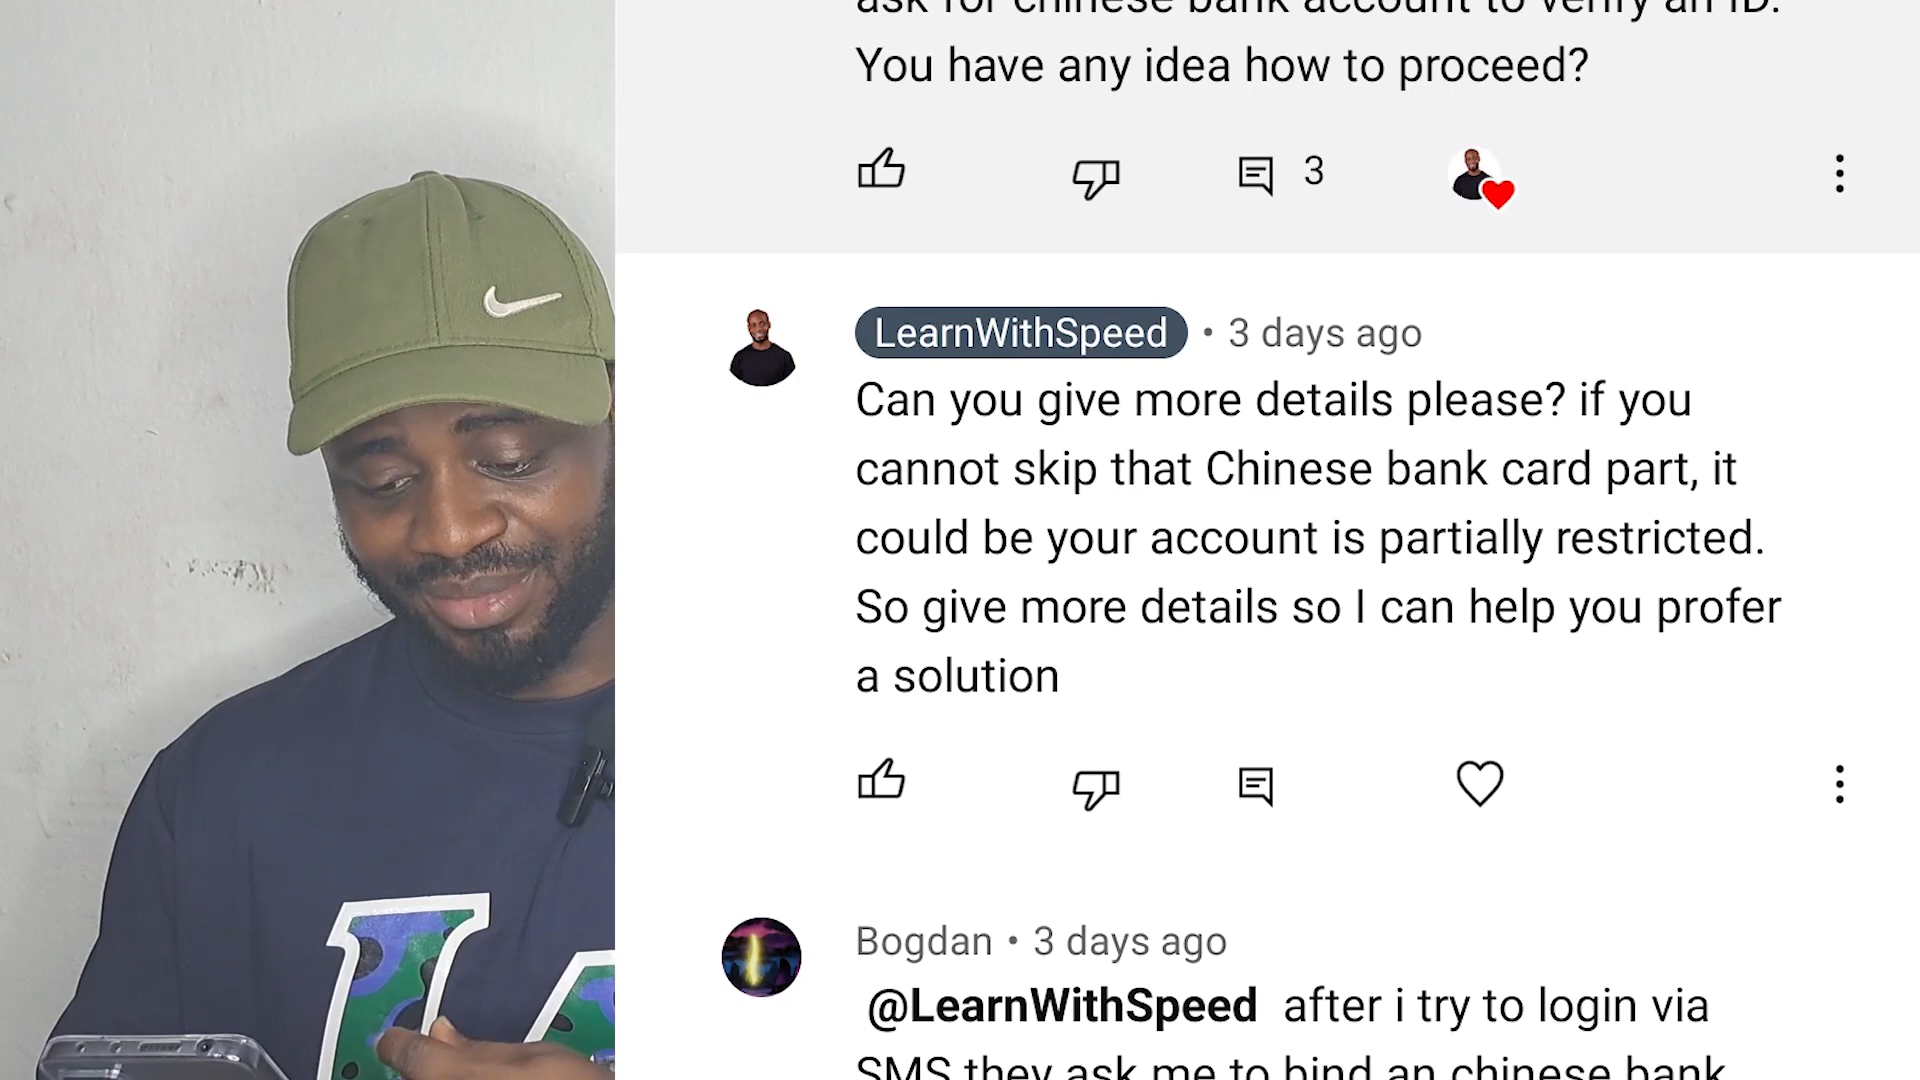 ask for chinese bank account to verify an ID.
You have any idea how to proceed?
3
LearnWithSpeed • 3 days ago
Can you give more details please? if you
cannot skip that Chinese bank card part, it
could be your account is partially restricted.
So give more details so I can help you profer
a solution
Bogdan • 3 days ago
@LearnWithSpeed after i try to login via
SMS they ask me to bind an chinese bank